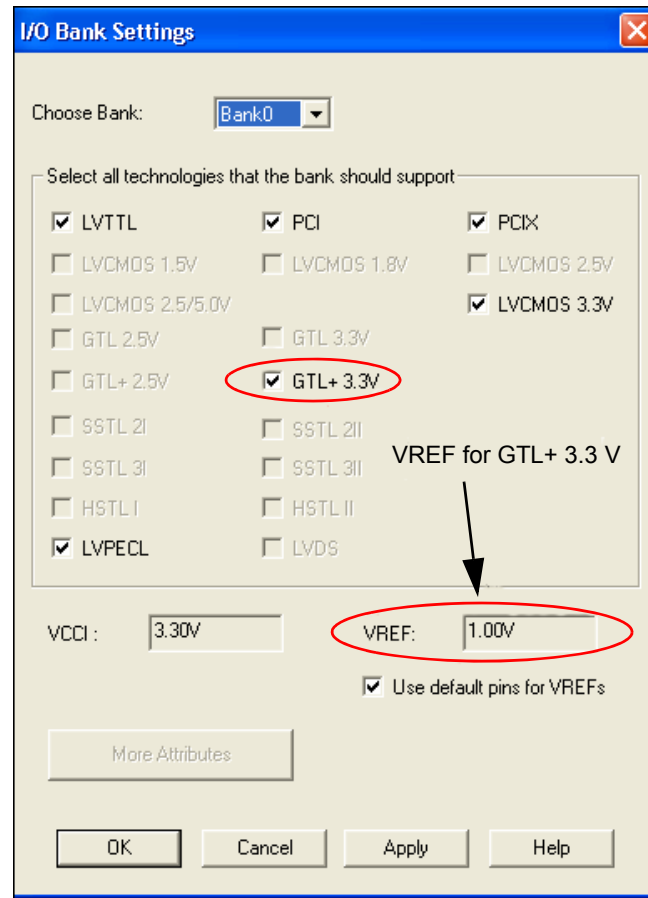 I/O Bank Settings
Choose Bank: Bank0
Select all technologies that the bank should support
LVTTL PCI PCIX
LVCMOS 1.5V LVCMOS 1.8V LVCMOS 2.5V
LVCMOS 2.5/5.0V LVCMOS 3.3V
GTL 2.5V GTL 3.3V
GTL+ 2.5V GTL+ 3.3V
SSTL 2I SSTL 2II
SSTL 3I SSTL 3II
VREF for GTL+ 3.3 V
HSTL I HSTL II
LVPECL LVDS
VCCI : 3.30V VREF: 1.00V
Use default pins for VREFs
More Attributes
OK Cancel Apply Help